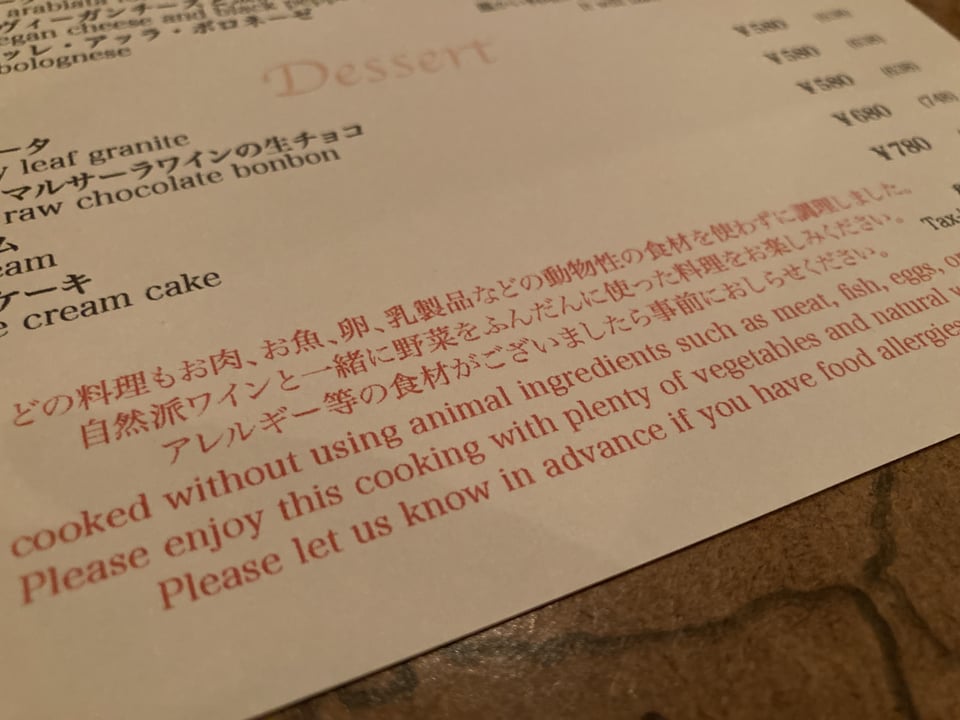 arabiata
ヴィーガンチーズ
egan cheese and black
ッレ・アッラ・ボロネーゼ
bolognese
Dessert
¥580
¥580
¥580
¥680 (748)
¥780
ータ
leaf granite
マルサーラワインの生チョコ
raw chocolate bonbon
ム
eam
ケーキ
e cream cake
Tax-
どの料理もお肉、お魚、卵、乳製品などの動物性の食材を使わずに調理しました。
自然派ワインと一緒に野菜をふんだんに使った料理をお楽しみください。
アレルギー等の食材がございましたら事前におしらせください。
cooked without using animal ingredients such as meat, fish, eggs, or
Please enjoy this cooking with plenty of vegetables and natural w
Please let us know in advance if you have food allergies